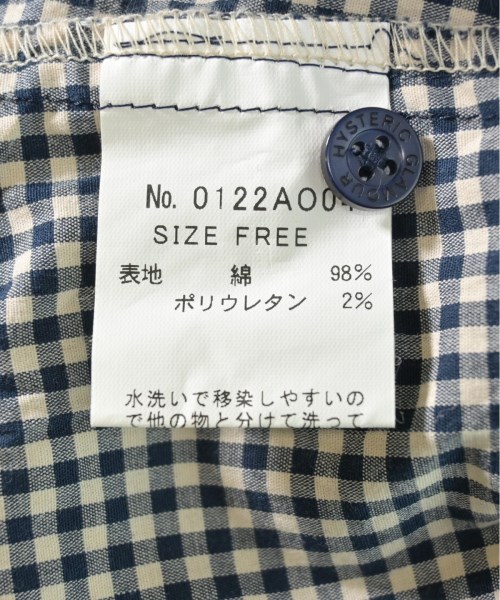 HYSTERIC GLAMOUR
No. 0122AO04
SIZE FREE
表地 綿 98%
ポリウレタン 2%
水洗いで移染しやすいの
で他の物と分けて洗って